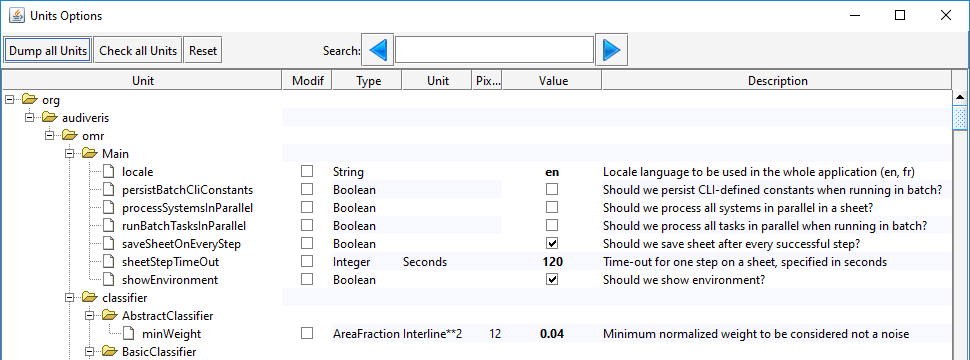 Units Options
Dump all Units Check all Units Reset Search:
Unit Modif Type Unit Pix... Value Description
org
audiveris
omr
Main
locale String en Locale language to be used in the whole application (en, fr)
persistBatchCliConstants Boolean Should we persist CLI-defined constants when running in batch?
processSystemsInParallel Boolean Should we process all systems in parallel in a sheet?
runBatchTasksInParallel Boolean Should we process all tasks in parallel when running in batch?
saveSheetOnEveryStep Boolean Should we save sheet after every successful step?
sheetStepTimeOut Integer Seconds 120 Time-out for one step on a sheet, specified in seconds
showEnvironment Boolean Should we show environment?
classifier
AbstractClassifier
minWeight AreaFraction Interline**2 12 0.04 Minimum normalized weight to be considered not a noise
BasicClassifier